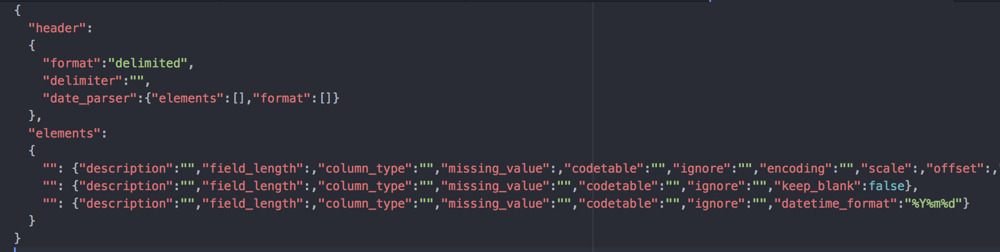 {
  "header":
  {
    "format":"delimited",
    "delimiter":"",
    "date_parser":{"elements":[],"format":[]}
  },
  "elements":
  {
    "": {"description":"","field_length":,"column_type":"","missing_value":,"codetable":"","ignore":"","encoding":"","scale":,"offset":,"
    "": {"description":"","field_length":,"column_type":"","missing_value":"","codetable":"","ignore":"","keep_blank":false},
    "": {"description":"","field_length":,"column_type":"","missing_value":"","codetable":"","ignore":"","datetime_format":"%Y%m%d"}
  }
}